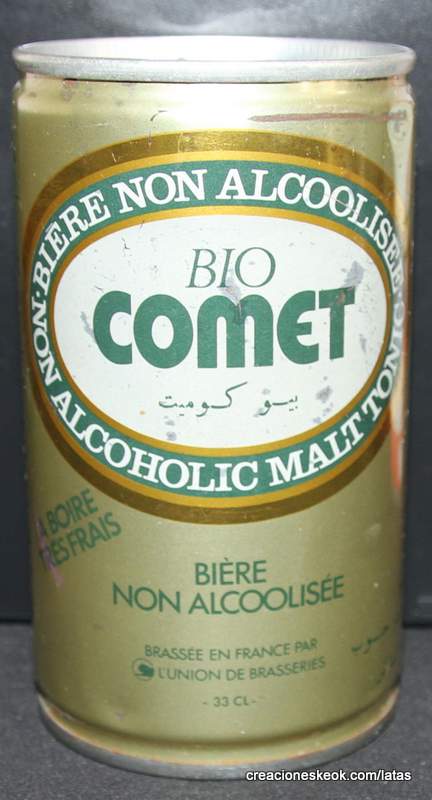 BIÈRE NON ALCOOLISEE
NON ALCOHOLIC MALT TONIC
BIO
COMET
بيو كوميت
A BOIRE
TRES FRAIS
BIÈRE
NON ALCOOLISÉE
BRASSÉE EN FRANCE PAR
L'UNION DE BRASSERIES
- 33 CL -
creacioneskeok.com/latas